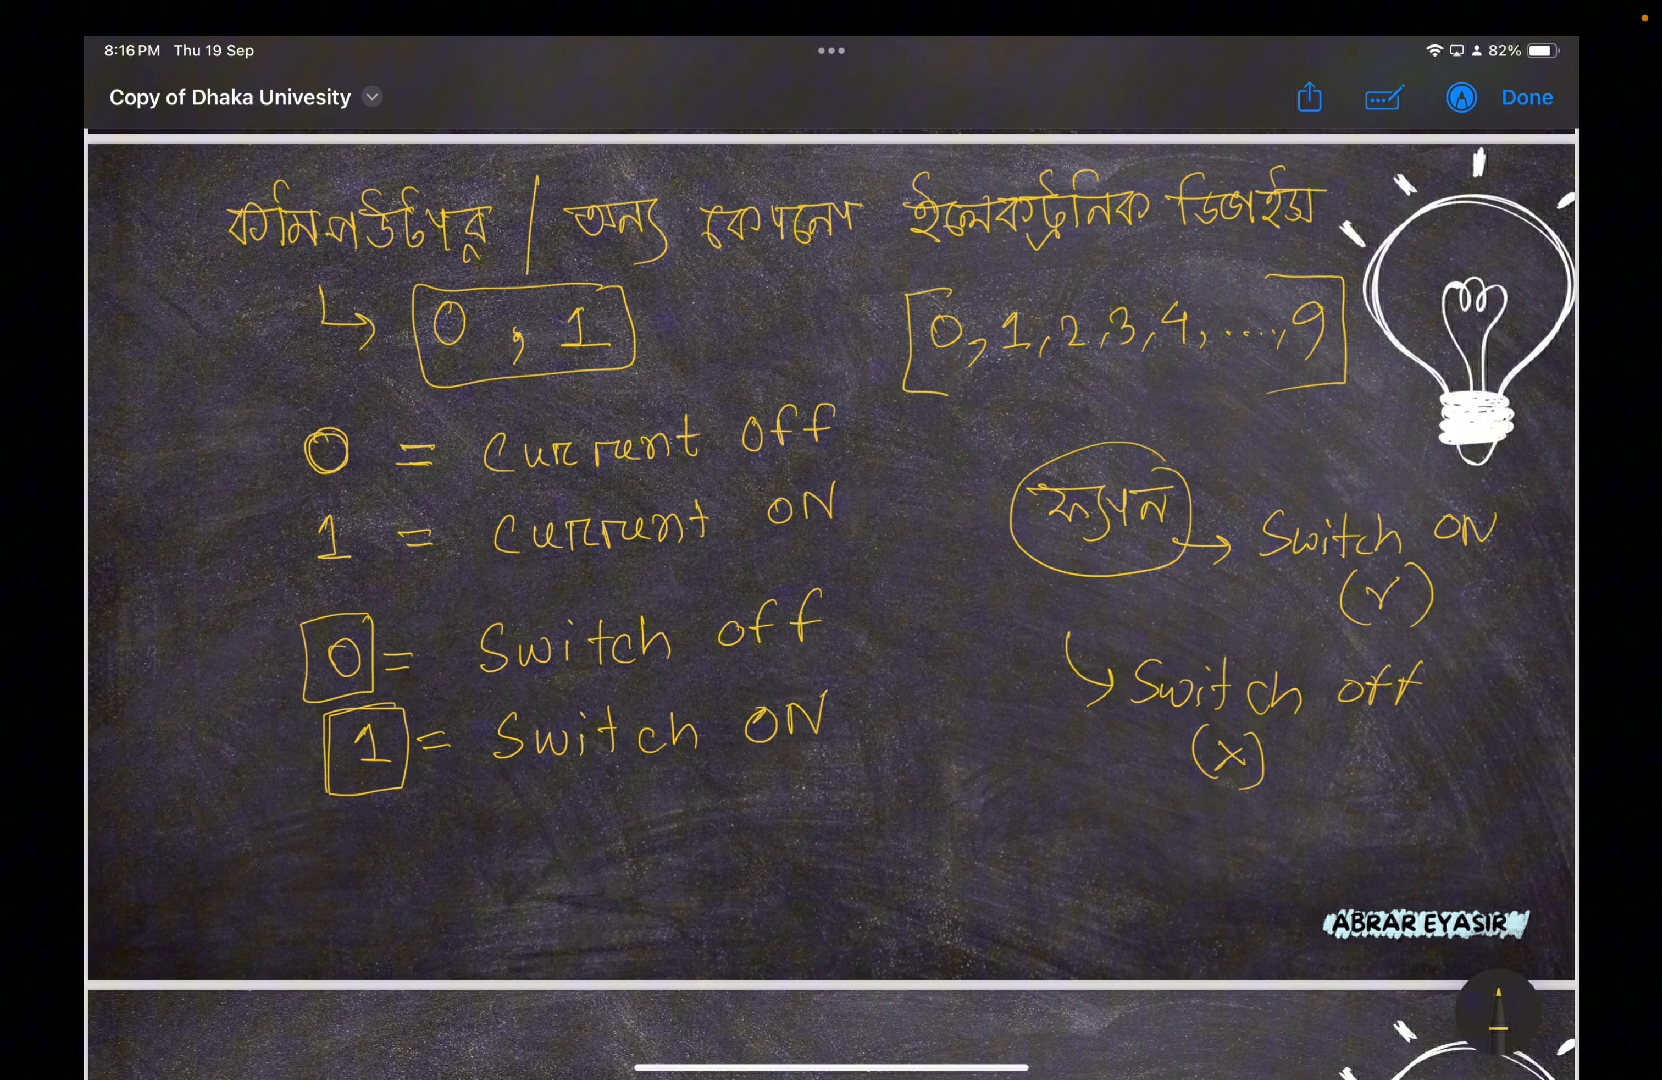 8:16 PM Thu 19 Sep
82%
Copy of Dhaka Univesity
Done
কম্পিউটার / অন্য কোনো ইলেকট্রনিক ডিভাইস
0 , 1
[0, 1, 2, 3, 4, ...., 9]
0 = Current off
1 = Current ON
ফ্যান → Switch ON
(✓)
0 = Switch off
Switch off
(X)
1 = Switch ON
ABRAR EYASIR